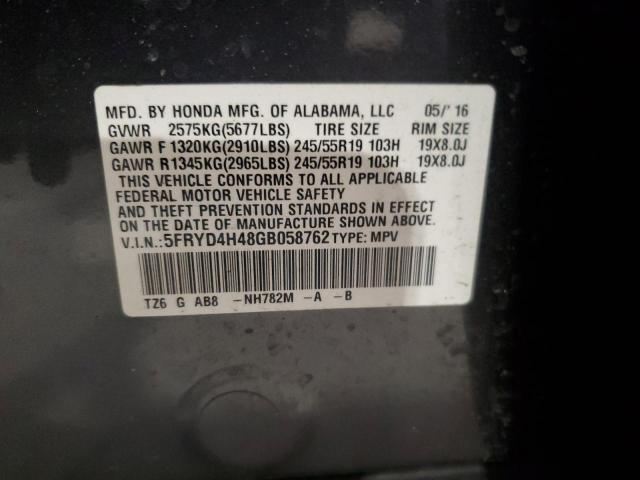 MFD. BY HONDA MFG. OF ALABAMA, LLC 05/' 16
GVWR 2575KG(5677LBS) TIRE SIZE RIM SIZE
GAWR F 1320KG(2910LBS) 245/55R19 103H 19X8.0J
GAWR R1345KG(2965LBS) 245/55R19 103H 19X8.0J
THIS VEHICLE CONFORMS TO ALL APPLICABLE
FEDERAL MOTOR VEHICLE SAFETY
AND THEFT PREVENTION STANDARDS IN EFFECT
ON THE DATE OF MANUFACTURE SHOWN ABOVE.
V.I.N.:5FRYD4H48GB058762 TYPE: MPV
TZ6 G AB8 -NH782M -A -B